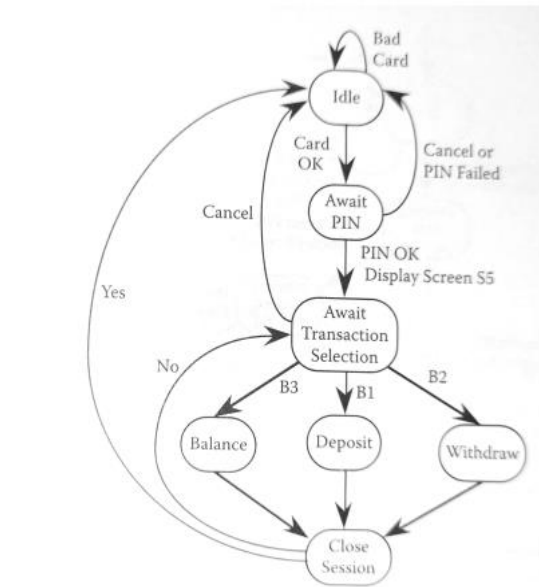 Bad
Card
Idle
Card
OK
Cancel or
PIN Failed
Await
PIN
Cancel
PIN OK
Display Screen S5
Yes
Await
Transaction
Selection
No
B3
B1
B2
Balance
Deposit
Withdraw
Close
Session